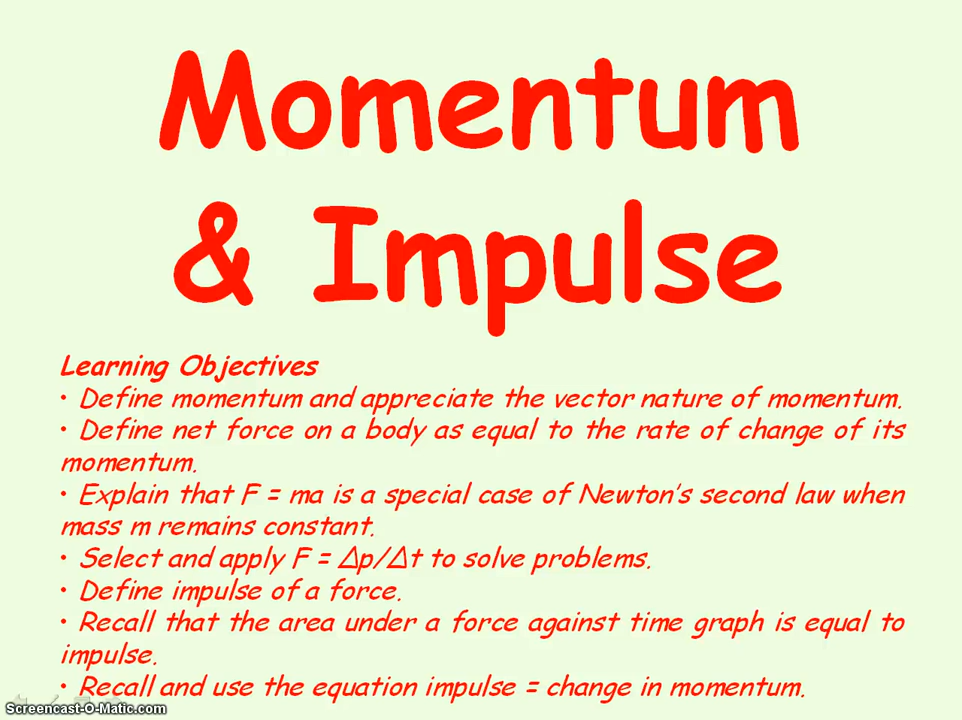 Momentum
& Impulse
Learning Objectives
• Define momentum and appreciate the vector nature of momentum.
• Define net force on a body as equal to the rate of change of its
momentum.
• Explain that F = ma is a special case of Newton's second law when
mass m remains constant.
• Select and apply F = Δp/Δt to solve problems.
• Define impulse of a force.
• Recall that the area under a force against time graph is equal to
impulse.
• Recall and use the equation impulse = change in momentum.
Screencast-O-Matic.com